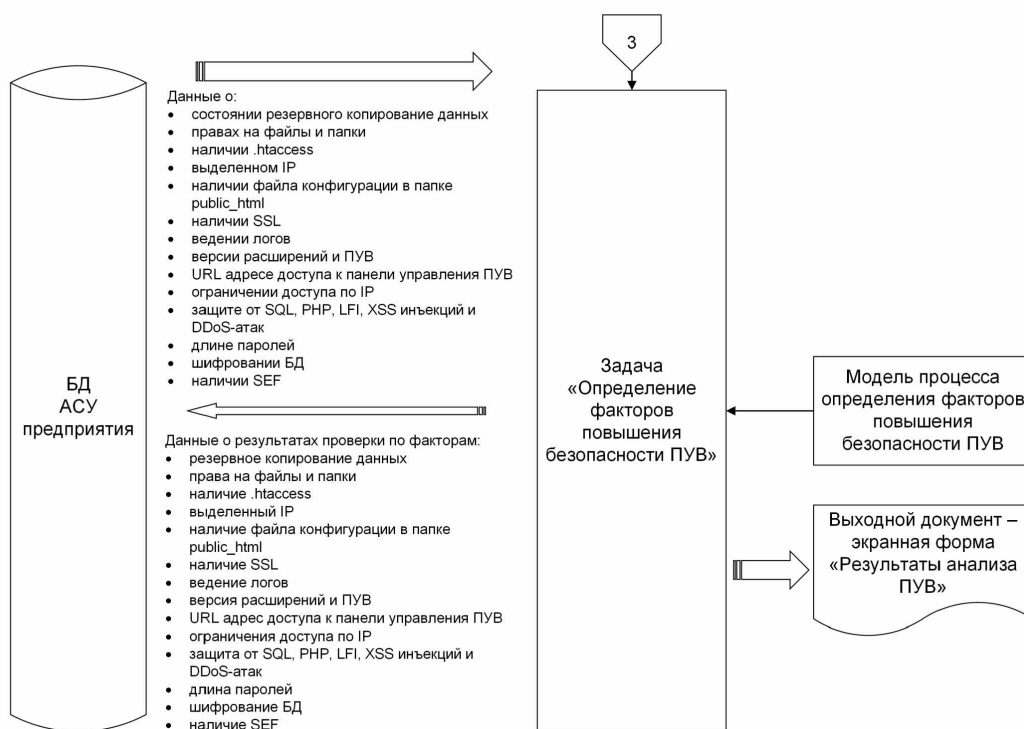 3
Данные о:
• состоянии резервного копирование данных
• правах на файлы и папки
• наличии .htaccess
• выделенном IP
• наличии файла конфигурации в папке
public_html
• наличии SSL
• ведении логов
• версии расширений и ПУВ
• URL адресе доступа к панели управления ПУВ
• ограничении доступа по IP
• защите от SQL, PHP, LFI, XSS инъекций и
DDoS-атак
• длине паролей
• шифровании БД
• наличии SEF
БД
АСУ
предприятия
Данные о результатах проверки по факторам:
• резервное копирование данных
• права на файлы и папки
• наличие .htaccess
• выделенный IP
• наличие файла конфигурации в папке
public_html
• наличие SSL
• ведение логов
• версия расширений и ПУВ
• URL адрес доступа к панели управления ПУВ
• ограничения доступа по IP
• защита от SQL, PHP, LFI, XSS инъекций и
DDoS-атак
• длина паролей
• шифрование БД
• наличие SEF
Задача
«Определение
факторов
повышения
безопасности ПУВ»
Модель процесса
определения факторов
повышения
безопасности ПУВ
Выходной документ –
экранная форма
«Результаты анализа
ПУВ»